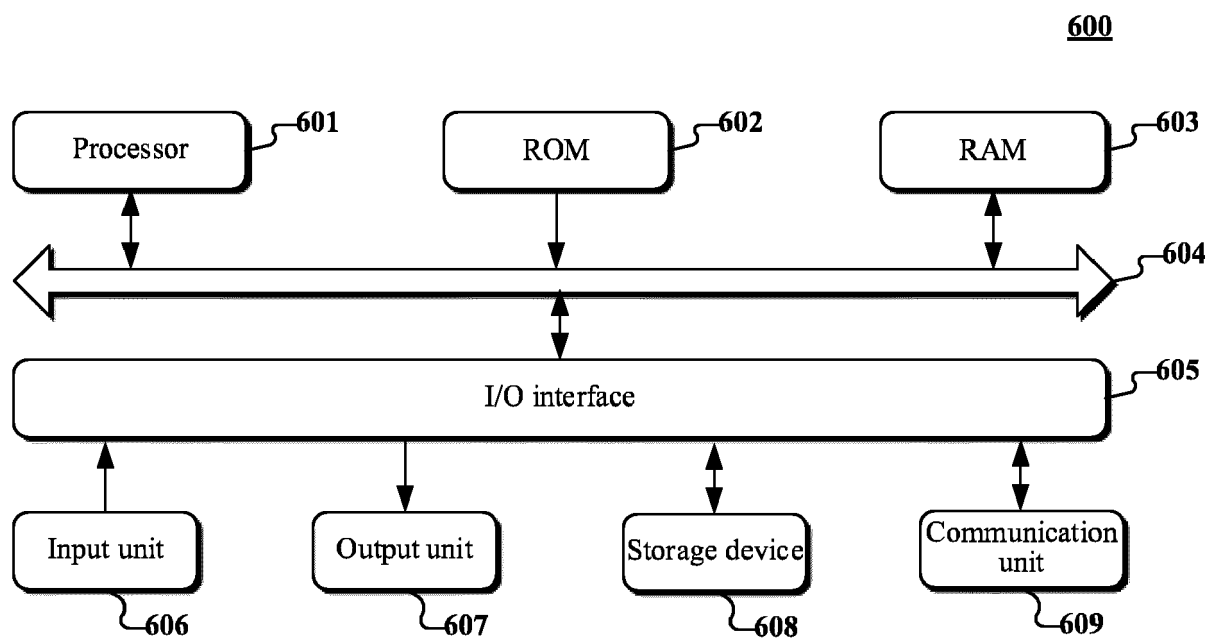 600
Processor
601
ROM
602
RAM
603
604
I/O interface
605
Input unit
606
Output unit
607
Storage device
608
Communication
unit
609